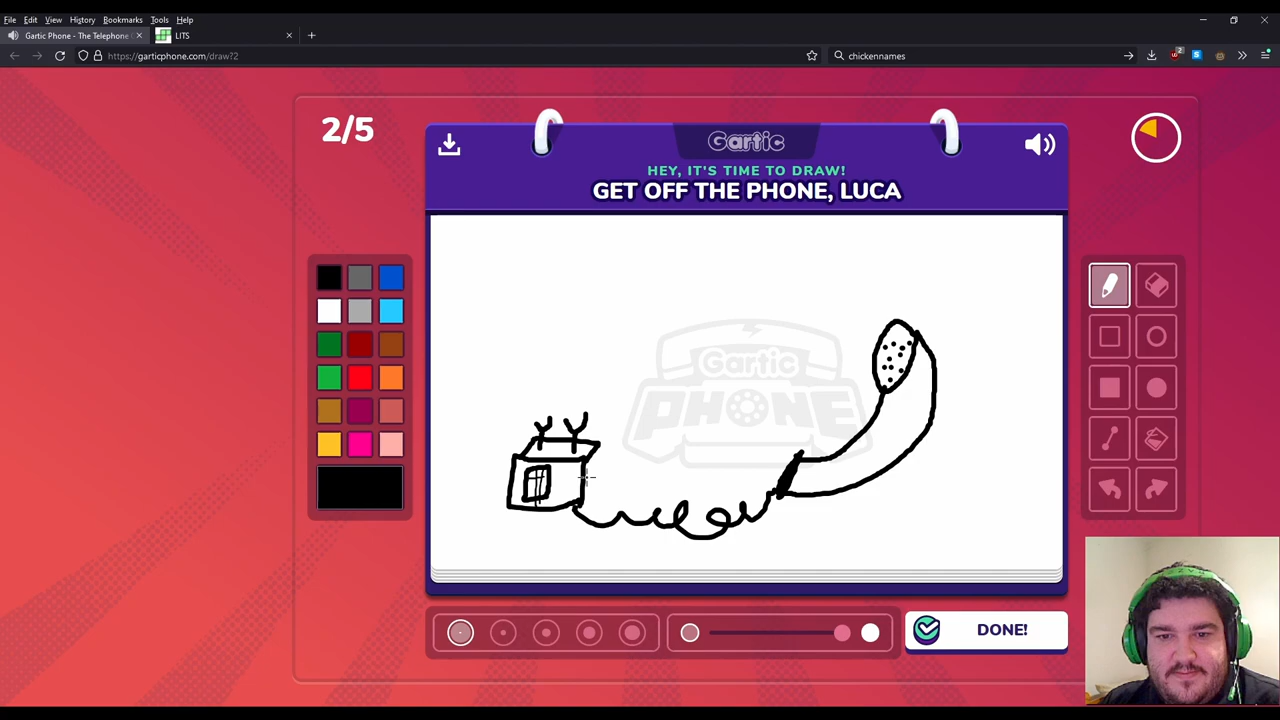 File Edit View History Bookmarks Tools Help
Gartic Phone - The Telephone
LITS
https://garticphone.com/draw?2
chickennames
2/5
Gartic
HEY, IT'S TIME TO DRAW!
GET OFF THE PHONE, LUCA
Gartic
PHONE
DONE!